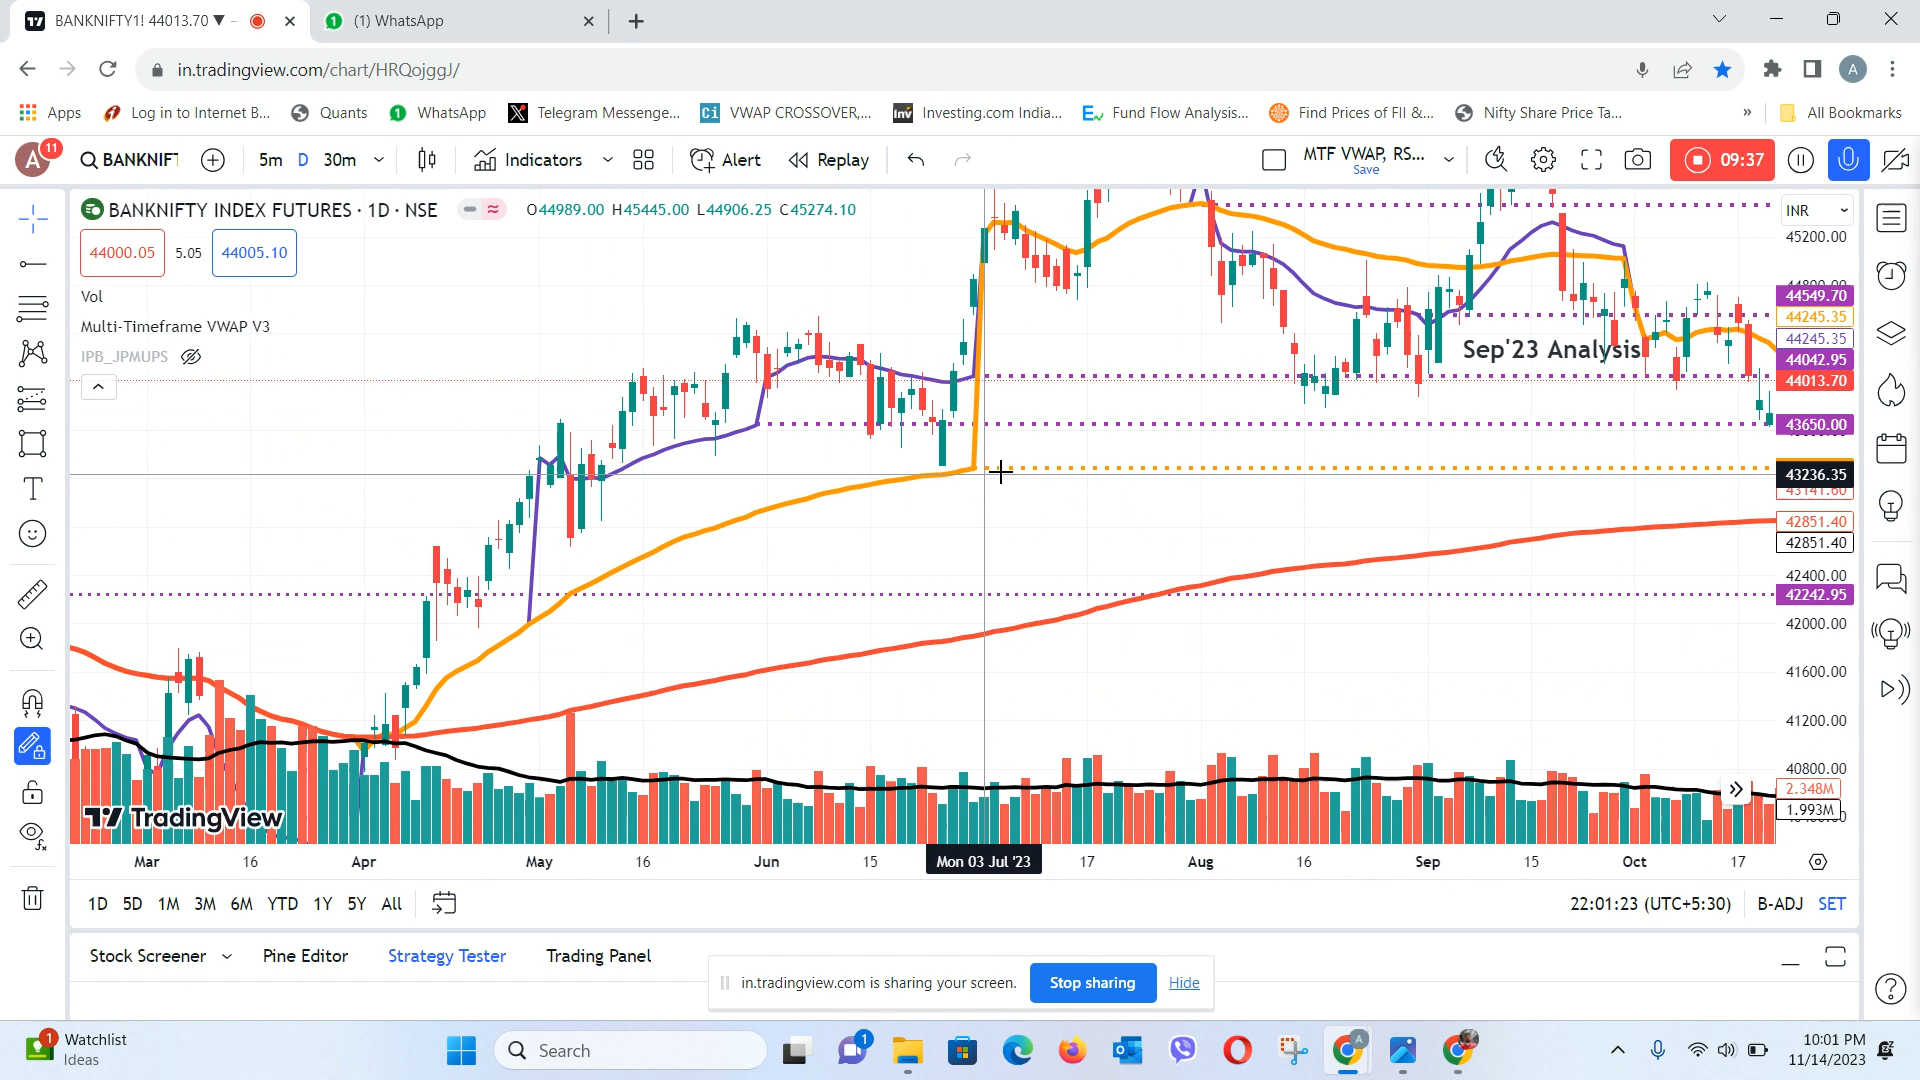 BANKNIFTY1! 44013.70 ▼ –
(1) WhatsApp
in.tradingview.com/chart/HRQojggJ/
A
Apps
Log in to Internet B...
Quants
WhatsApp
Telegram Messenge...
VWAP CROSSOVER,...
Investing.com India...
Fund Flow Analysis...
Find Prices of FII &...
Nifty Share Price Ta...
»
All Bookmarks
A
11
BANKNIF
5m D 30m
Indicators
Alert
Replay
MTF VWAP, RS...
Save
09:37
BANKNIFTY INDEX FUTURES · 1D · NSE
O44989.00 H45445.00 L44906.25 C45274.10
44000.05 5.05 44005.10
Vol
Multi-Timeframe VWAP V3
IPB_JPMUPS
Sep'23 Analysis
INR
45200.00
44549.70
44245.35
44245.35
44042.95
44013.70
43650.00
43236.35
43141.60
42851.40
42851.40
42400.00
42242.95
42000.00
41600.00
41200.00
40800.00
2.348M
1.993M
TradingView
Mar 16 Apr May 16 Jun 15 Mon 03 Jul '23 17 Aug 16 Sep 15 Oct 17
1D 5D 1M 3M 6M YTD 1Y 5Y All
22:01:23 (UTC+5:30) B-ADJ SET
Stock Screener Pine Editor Strategy Tester Trading Panel
in.tradingview.com is sharing your screen. Stop sharing Hide
1
Watchlist
Ideas
Search
1
A
10:01 PM
11/14/2023